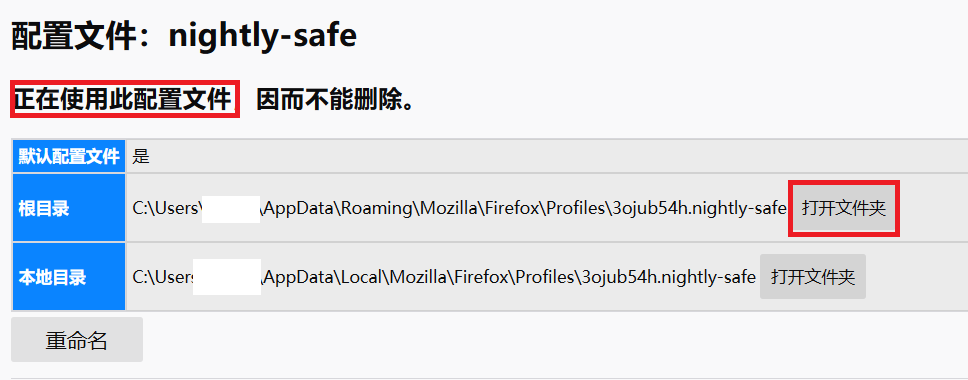 配置文件：nightly-safe
正在使用此配置文件，因而不能删除。
默认配置文件 是
根目录 C:\Users\ \AppData\Roaming\Mozilla\Firefox\Profiles\3ojub54h.nightly-safe 打开文件夹
本地目录 C:\Users \AppData\Local\Mozilla\Firefox\Profiles\3ojub54h.nightly-safe 打开文件夹
重命名